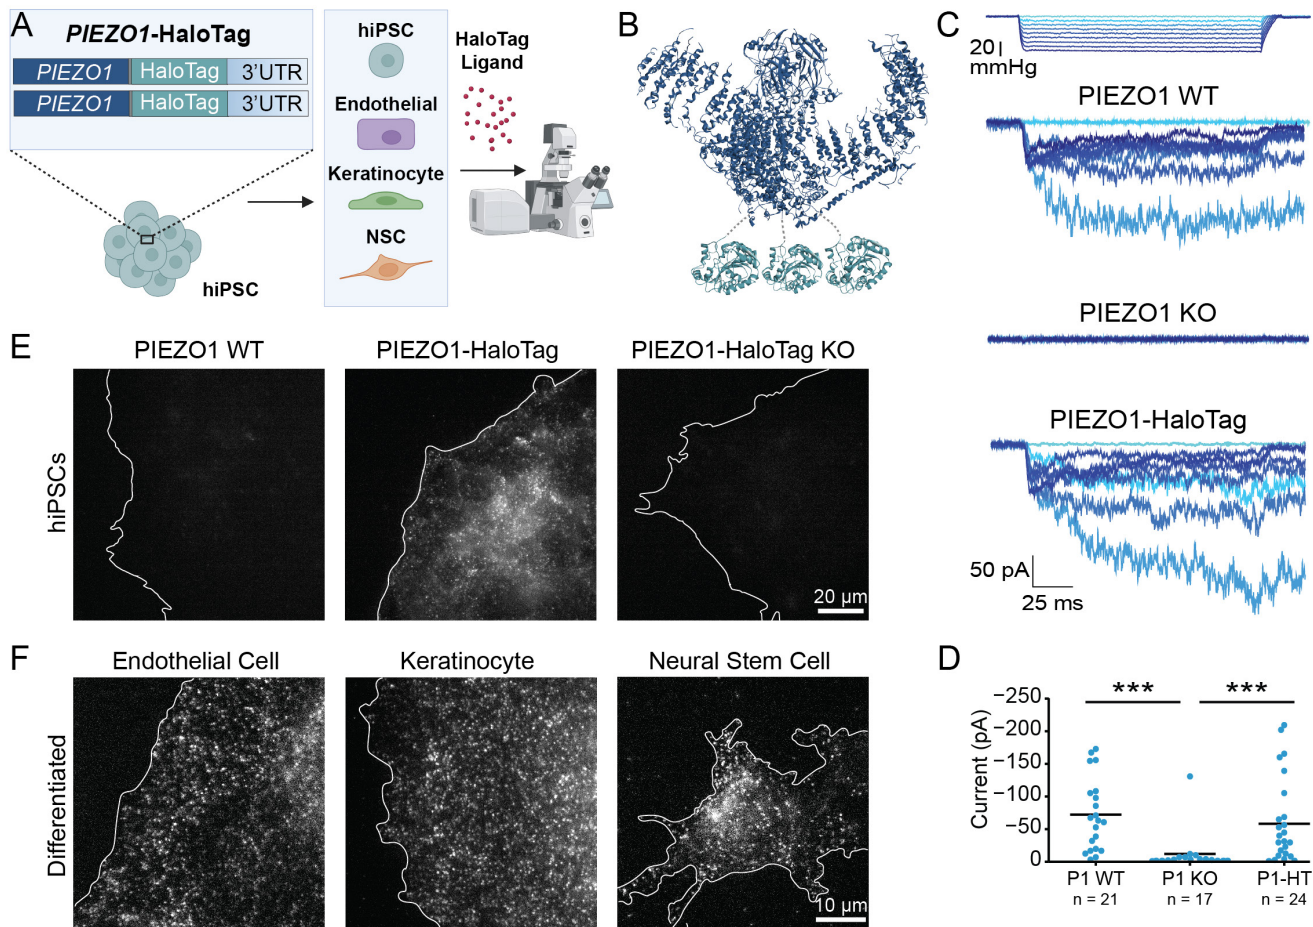 A
PIEZO1-HaloTag
PIEZO1 HaloTag 3'UTR
PIEZO1 HaloTag 3'UTR
hiPSC
hiPSC
Endothelial
Keratinocyte
NSC
HaloTag
Ligand
B
C
20
mmHg
PIEZO1 WT
PIEZO1 KO
PIEZO1-HaloTag
50 pA
25 ms
E
PIEZO1 WT
PIEZO1-HaloTag
PIEZO1-HaloTag KO
hiPSCs
20 µm
F
Endothelial Cell
Keratinocyte
Neural Stem Cell
Differentiated
10 µm
D
*** ***
Current (pA)
−250
−200
−150
−100
−50
0
P1 WT P1 KO P1-HT
n = 21 n = 17 n = 24